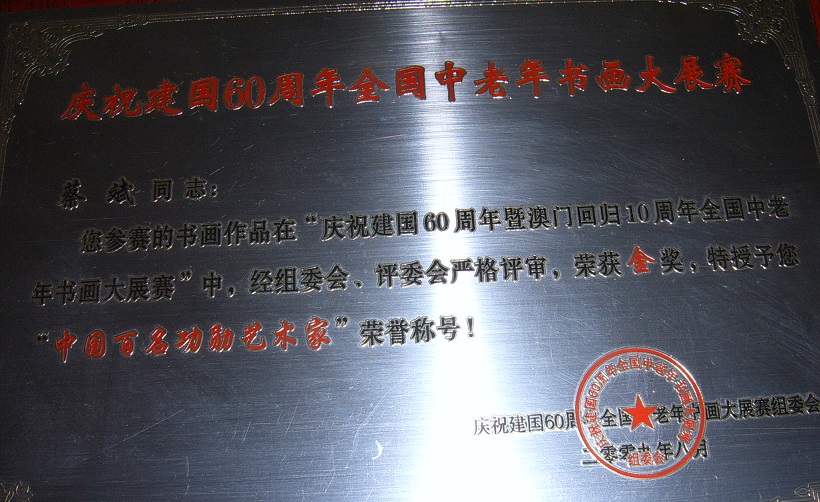 庆祝建国60周年全国中老年书画大展赛
蔡斌同志:
您参赛的书画作品在“庆祝建国60周年暨澳门回归10周年全国中老
年书画大展赛”中，经组委会、评委会严格评审，荣获金奖，特授予您
“中国百名功勋艺术家”荣誉称号！
庆祝建国60周年全国中老年书画大展赛组委会
二零零九年八月
组委会